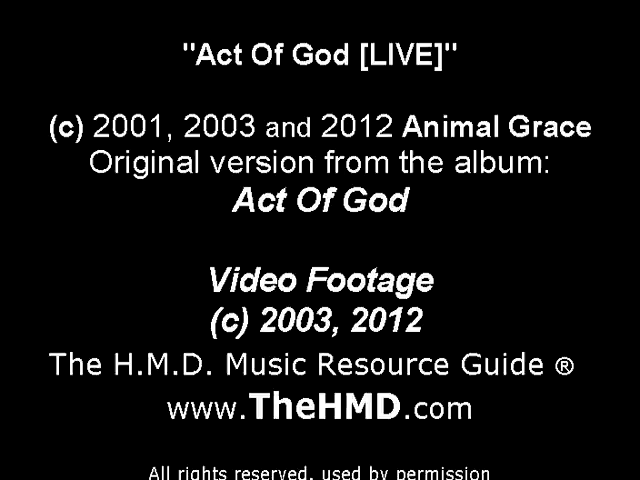 "Act Of God [LIVE]"
(c) 2001, 2003 and 2012 Animal Grace
Original version from the album:
Act Of God
Video Footage
(c) 2003, 2012
The H.M.D. Music Resource Guide ®
www.TheHMD.com
All rights reserved, used by permission